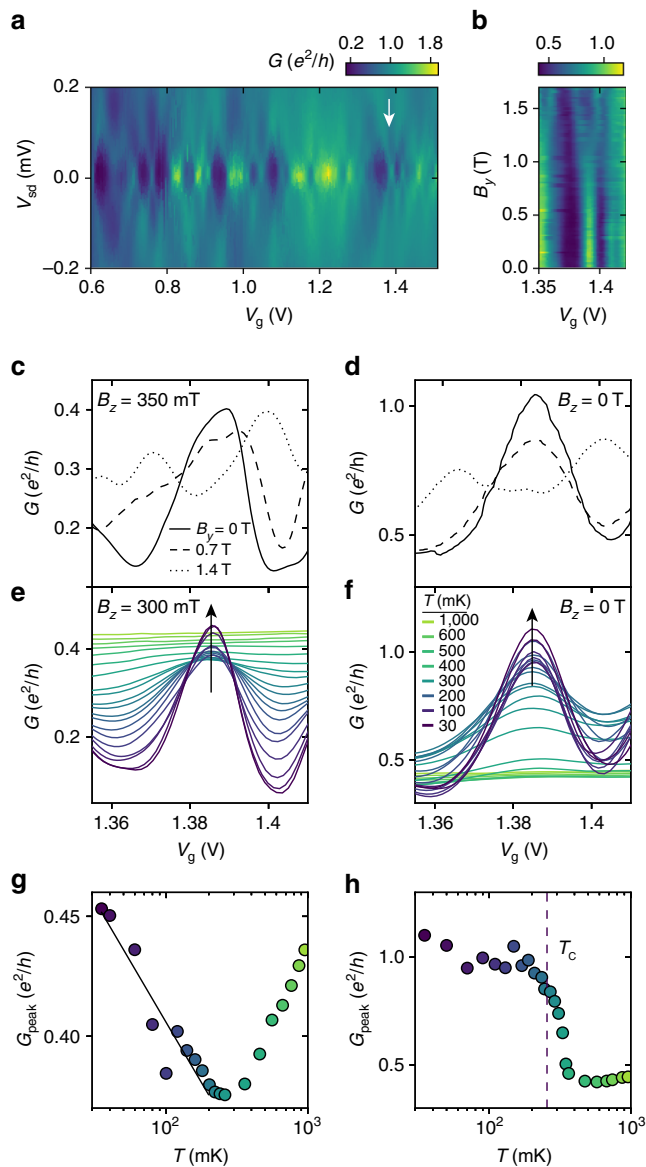 a
G (e²/h)
0.2 1.0 1.8
b
0.5 1.0
V_sd (mV)
0.2
0.0
−0.2
0.6 0.8 1.0 1.2 1.4
V_g (V)
B_y (T)
1.5
1.0
0.5
0.0
1.35 1.40
V_g (V)
c
B_z = 350 mT
G (e²/h)
0.4
0.3
0.2
B_y = 0 T
0.7 T
1.4 T
d
B_z = 0 T
G (e²/h)
1.0
0.5
e
B_z = 300 mT
G (e²/h)
0.4
0.2
1.36 1.38 1.4
V_g (V)
f
B_z = 0 T
T (mK)
1,000
600
500
400
300
200
100
30
G (e²/h)
1.0
0.5
1.36 1.38 1.4
V_g (V)
g
G_peak (e²/h)
0.45
0.40
10² 10³
T (mK)
h
T_C
G_peak (e²/h)
1.0
0.5
10² 10³
T (mK)